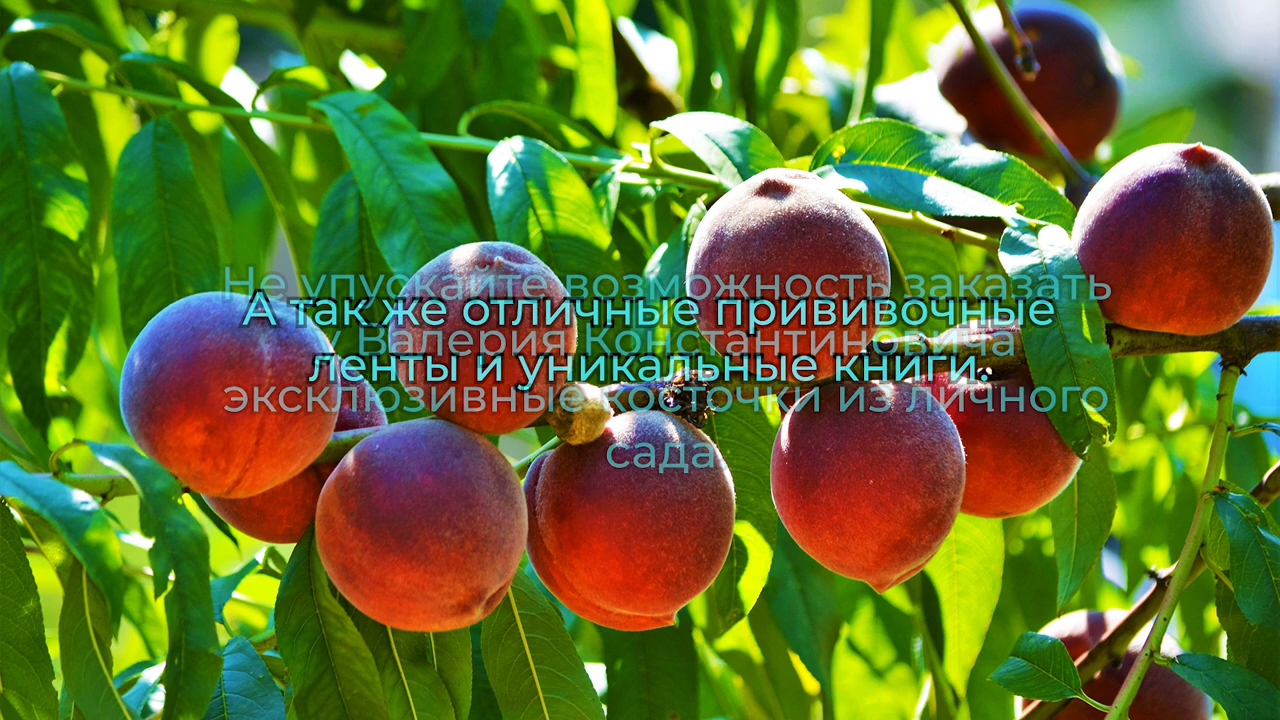 Не упускайте возможность заказать
у Валерия Константиновича
эксклюзивные косточки из личного
сада.
А так же отличные прививочные
ленты и уникальные книги.